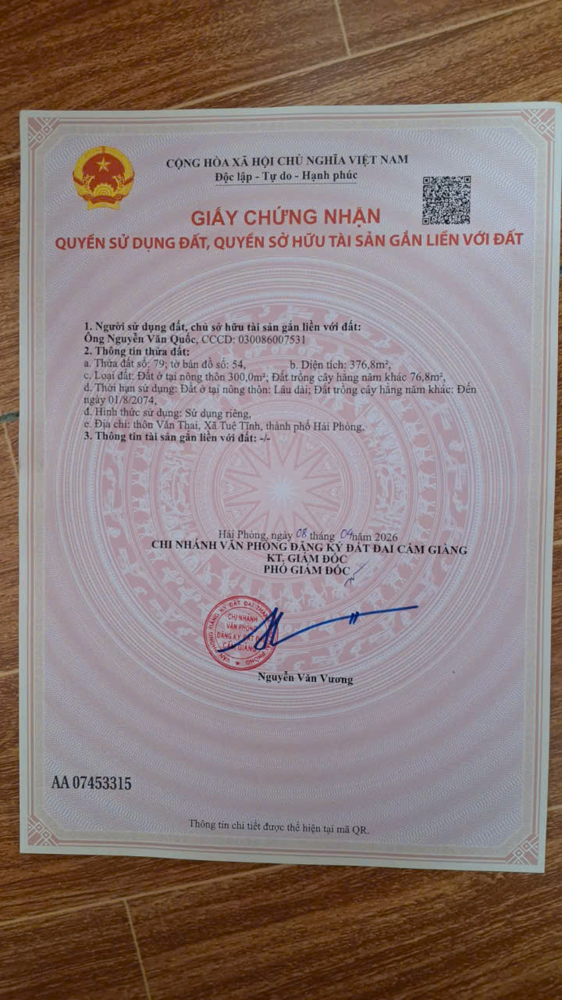 CỘNG HÒA XÃ HỘI CHỦ NGHĨA VIỆT NAM
Độc lập - Tự do - Hạnh phúc
GIẤY CHỨNG NHẬN
QUYỀN SỬ DỤNG ĐẤT, QUYỀN SỞ HỮU TÀI SẢN GẮN LIỀN VỚI ĐẤT
1. Người sử dụng đất, chủ sở hữu tài sản gắn liền với đất:
Ông Nguyễn Văn Quốc, CCCD: 030086007531
2. Thông tin thửa đất:
a. Thửa đất số: 79; tờ bản đồ số: 54, b. Diện tích: 376,8m²,
c. Loại đất: Đất ở tại nông thôn 300,0m²; Đất trồng cây hằng năm khác 76,8m²,
d. Thời hạn sử dụng: Đất ở tại nông thôn: Lâu dài; Đất trồng cây hằng năm khác: Đến
ngày 01/8/2074,
đ. Hình thức sử dụng: Sử dụng riêng,
e. Địa chỉ: thôn Văn Thai, Xã Tuệ Tĩnh, thành phố Hải Phòng.
3. Thông tin tài sản gắn liền với đất: -/-
Hải Phòng, ngày 08 tháng 04 năm 2026
CHI NHÁNH VĂN PHÒNG ĐĂNG KÝ ĐẤT ĐAI CẨM GIÀNG
KT. GIÁM ĐỐC
PHÓ GIÁM ĐỐC
VĂN PHÒNG ĐĂNG KÝ ĐẤT ĐAI
CHI NHÁNH
VĂN PHÒNG
ĐĂNG KÝ ĐẤT
CẨM GIÀNG
Nguyễn Văn Vương
AA 07453315
Thông tin chi tiết được thể hiện tại mã QR.